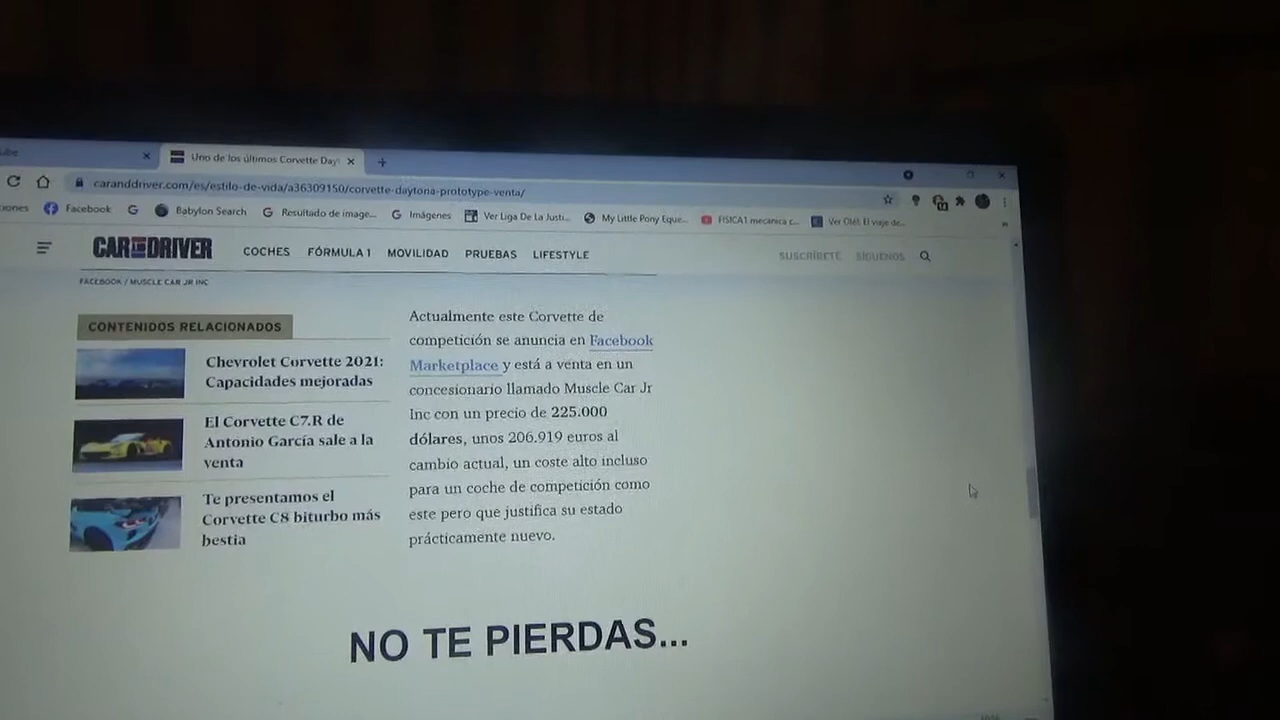 Uno de los últimos Corvette Day
caranddriver.com/es/estilo-de-vida/a36309150/corvette-daytona-prototype-venta/
Facebook
Babylon Search
Resultado de image...
Imágenes
Ver Liga De La Justi...
My Little Pony Eque...
FISICA1 mecanica c...
Ver Olé! El viaje de...
CAR AND DRIVER
COCHES
FÓRMULA 1
MOVILIDAD
PRUEBAS
LIFESTYLE
SUSCRÍBETE
SÍGUENOS
FACEBOOK / MUSCLE CAR JR INC
CONTENIDOS RELACIONADOS
Chevrolet Corvette 2021:
Capacidades mejoradas
El Corvette C7.R de
Antonio García sale a la
venta
Te presentamos el
Corvette C8 biturbo más
bestia
Actualmente este Corvette de
competición se anuncia en Facebook
Marketplace y está a venta en un
concesionario llamado Muscle Car Jr
Inc con un precio de 225.000
dólares, unos 206.919 euros al
cambio actual, un coste alto incluso
para un coche de competición como
este pero que justifica su estado
prácticamente nuevo.
NO TE PIERDAS...